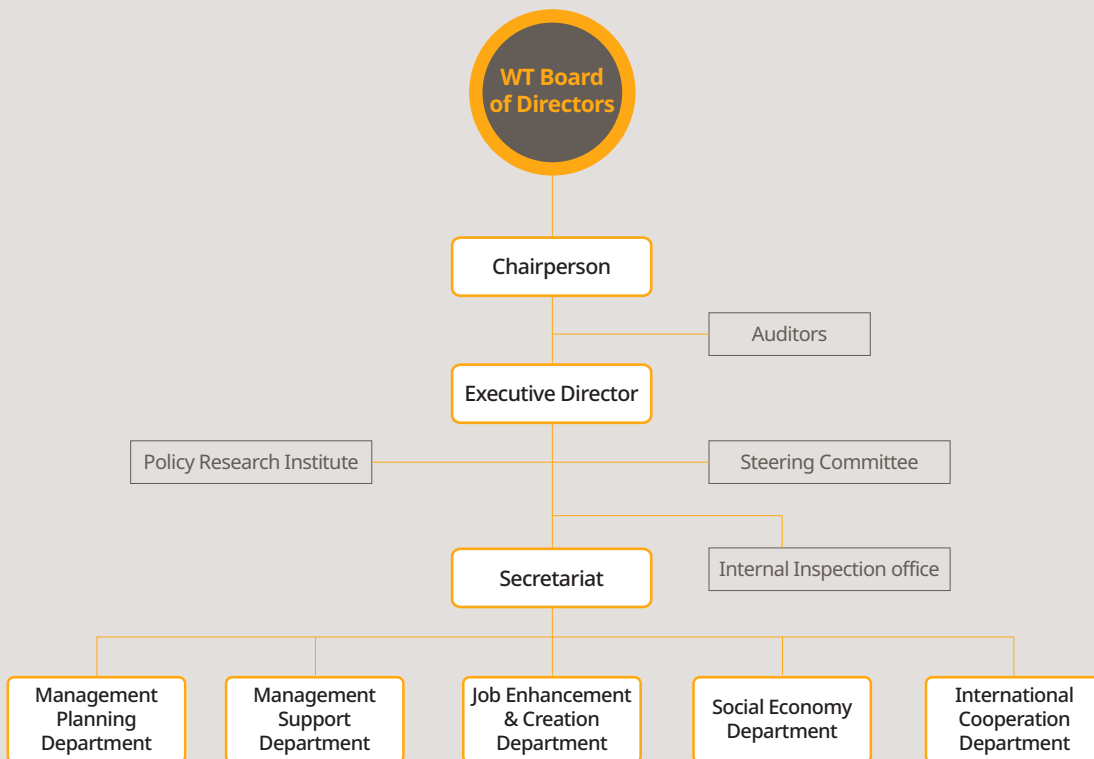 WT Board
of Directors
Chairperson
Auditors
Executive Director
Policy Research Institute
Steering Committee
Secretariat
Internal Inspection office
Management
Planning
Department
Management
Support
Department
Job Enhancement
& Creation
Department
Social Economy
Department
International
Cooperation
Department